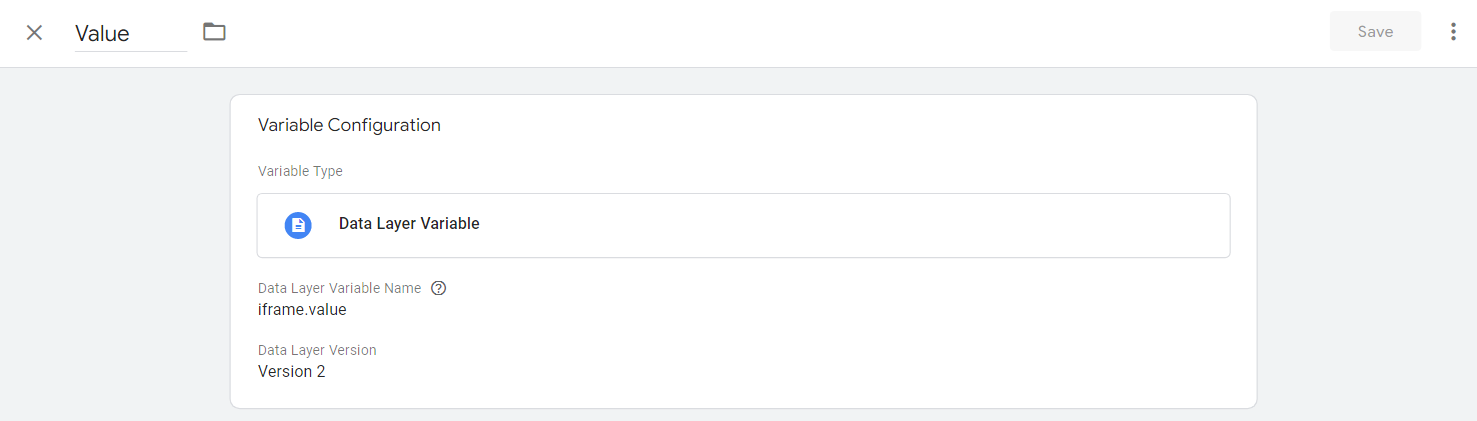 Value
Save
Variable Configuration
Variable Type
Data Layer Variable
Data Layer Variable Name
iframe.value
Data Layer Version
Version 2